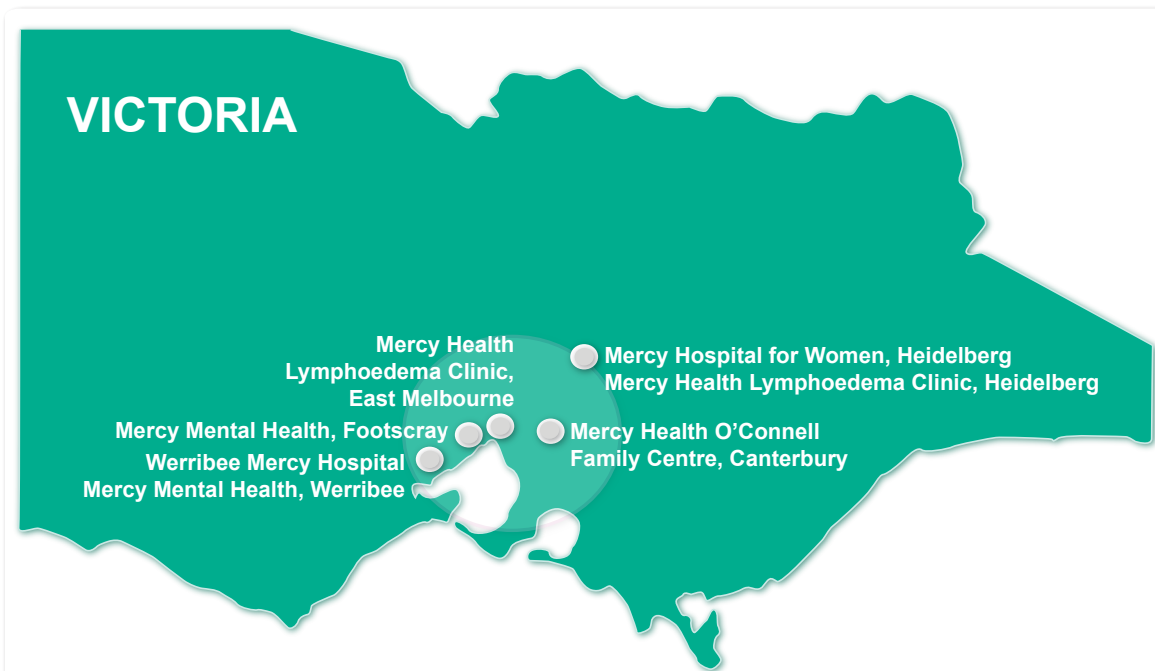 VICTORIA
Mercy Health
Lymphoedema Clinic,
East Melbourne
Mercy Mental Health, Footscray
Werribee Mercy Hospital
Mercy Mental Health, Werribee
Mercy Hospital for Women, Heidelberg
Mercy Health Lymphoedema Clinic, Heidelberg
Mercy Health O’Connell
Family Centre, Canterbury